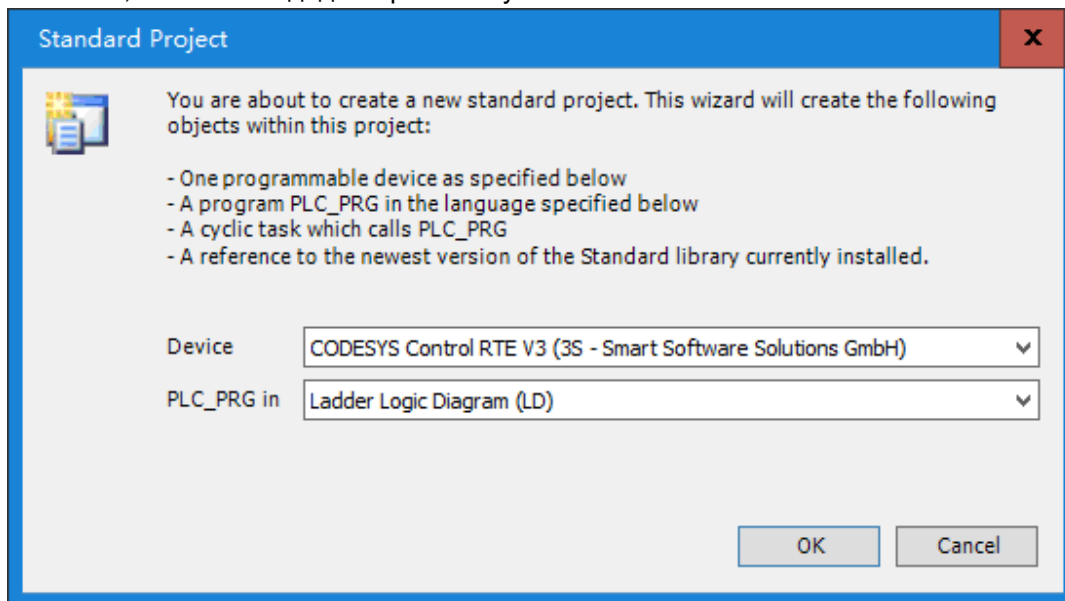 Standard Project
x
You are about to create a new standard project. This wizard will create the following
objects within this project:
- One programmable device as specified below
- A program PLC_PRG in the language specified below
- A cyclic task which calls PLC_PRG
- A reference to the newest version of the Standard library currently installed.
Device CODESYS Control RTE V3 (3S - Smart Software Solutions GmbH)
PLC_PRG in Ladder Logic Diagram (LD)
OK Cancel